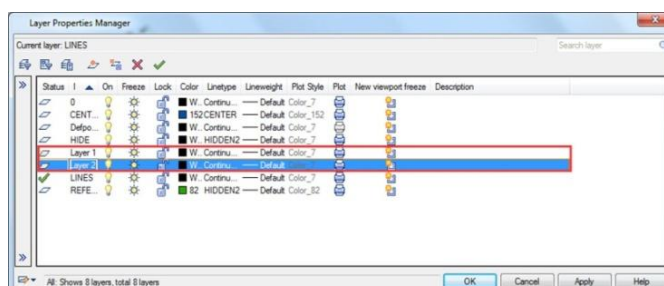 Layer Properties Manager
Current layer: LINES
Search layer
Status I On Freeze Lock Color Linetype Lineweight Plot Style Plot New viewport freeze Description
0 W... Continu... Default Color_7
CENT... 152 CENTER Default Color_152
Defpo... W... Continu... Default Color_7
HIDE W... HIDDEN2 Default Color_7
Layer 1 W... Continu... Default Color_7
Layer 2 W... Continu... Default
LINES W... Continu... Default Color_7
REFE... 82 HIDDEN2 Default Color_82
All: Shows 8 layers, total 8 layers
OK Cancel Apply Help